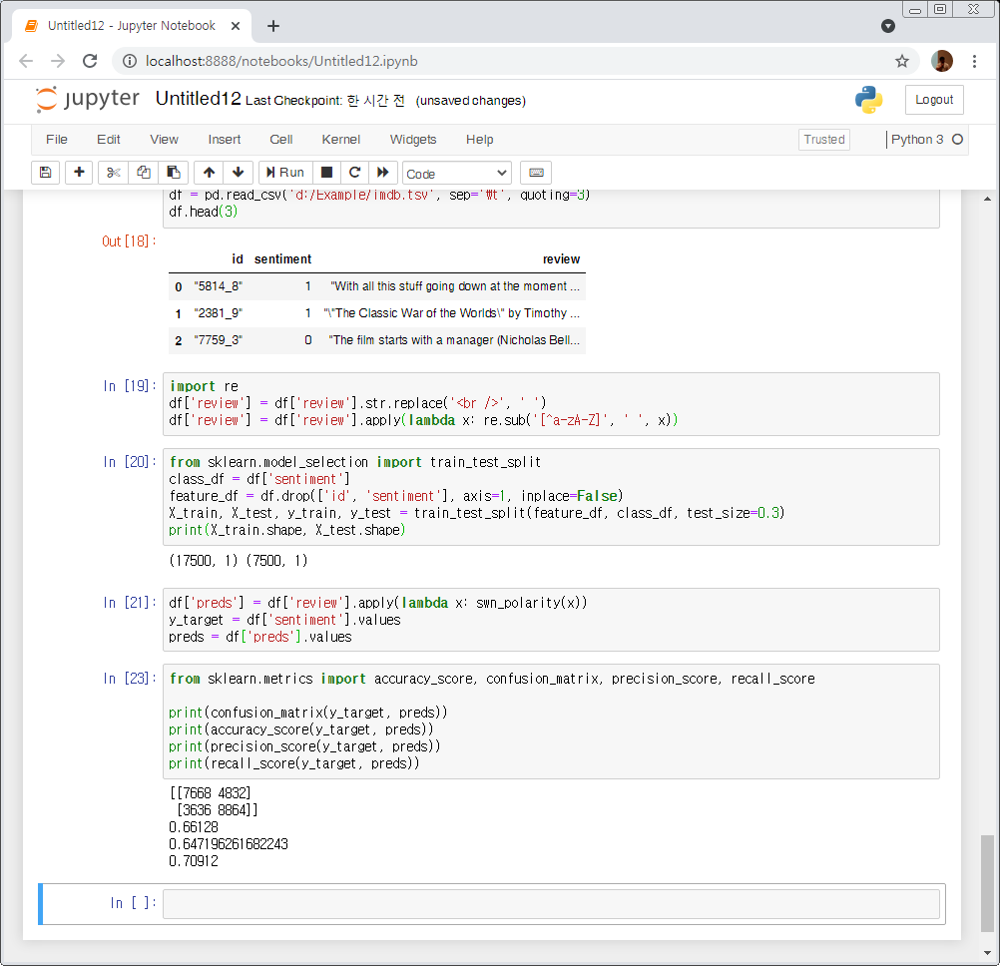 Untitled12 - Jupyter Notebook
localhost:8888/notebooks/Untitled12.ipynb
jupyter Untitled12 Last Checkpoint: 한 시간 전 (unsaved changes)
Logout
File Edit View Insert Cell Kernel Widgets Help Trusted Python 3
Run Code
df = pd.read_csv('d:/Example/imdb.tsv', sep='₩t', quoting=3)
df.head(3)
Out[18]:
id sentiment review
0 "5814_8" 1 "With all this stuff going down at the moment ...
1 "2381_9" 1 "\"The Classic War of the Worlds\" by Timothy ...
2 "7759_3" 0 "The film starts with a manager (Nicholas Bell...
In [19]: import re
df['review'] = df['review'].str.replace('<br />', ' ')
df['review'] = df['review'].apply(lambda x: re.sub('[^a-zA-Z]', ' ', x))
In [20]: from sklearn.model_selection import train_test_split
class_df = df['sentiment']
feature_df = df.drop(['id', 'sentiment'], axis=1, inplace=False)
X_train, X_test, y_train, y_test = train_test_split(feature_df, class_df, test_size=0.3)
print(X_train.shape, X_test.shape)
(17500, 1) (7500, 1)
In [21]: df['preds'] = df['review'].apply(lambda x: swn_polarity(x))
y_target = df['sentiment'].values
preds = df['preds'].values
In [23]: from sklearn.metrics import accuracy_score, confusion_matrix, precision_score, recall_score
print(confusion_matrix(y_target, preds))
print(accuracy_score(y_target, preds))
print(precision_score(y_target, preds))
print(recall_score(y_target, preds))
[[7668 4832]
[3636 8864]]
0.66128
0.647196261682243
0.70912
In [ ]: